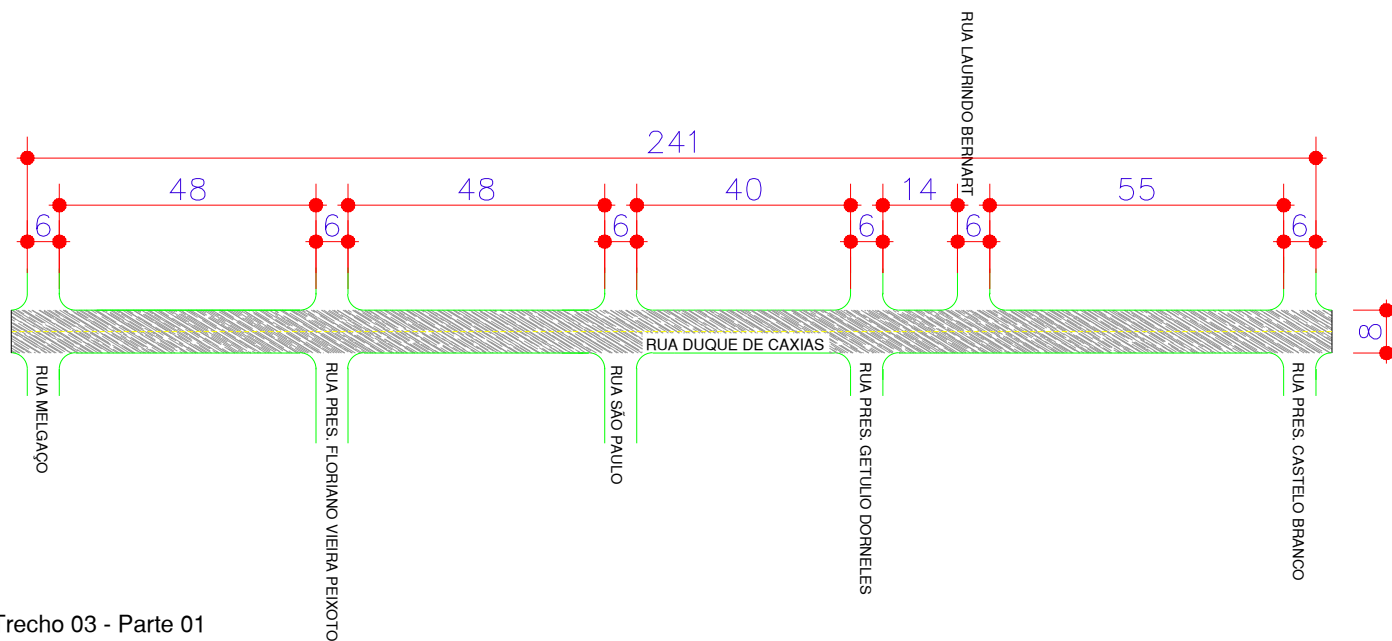 RUA LAURINDO BERNART
241
48
48
40
14
55
6
6
6
6
6
6
8
RUA DUQUE DE CAXIAS
RUA MELGAÇO
RUA PRES. FLORIANO VIEIRA PEIXOTO
RUA SÃO PAULO
RUA PRES. GETULIO DORNELES
RUA PRES. CASTELO BRANCO
Trecho 03 - Parte 01